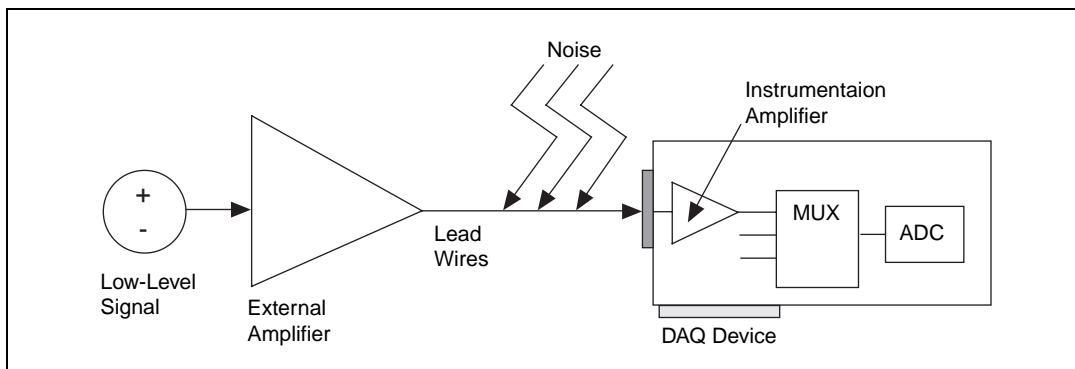 Noise
Instrumentaion
Amplifier
+
-
MUX
ADC
Lead
Wires
Low-Level
Signal
External
Amplifier
DAQ Device